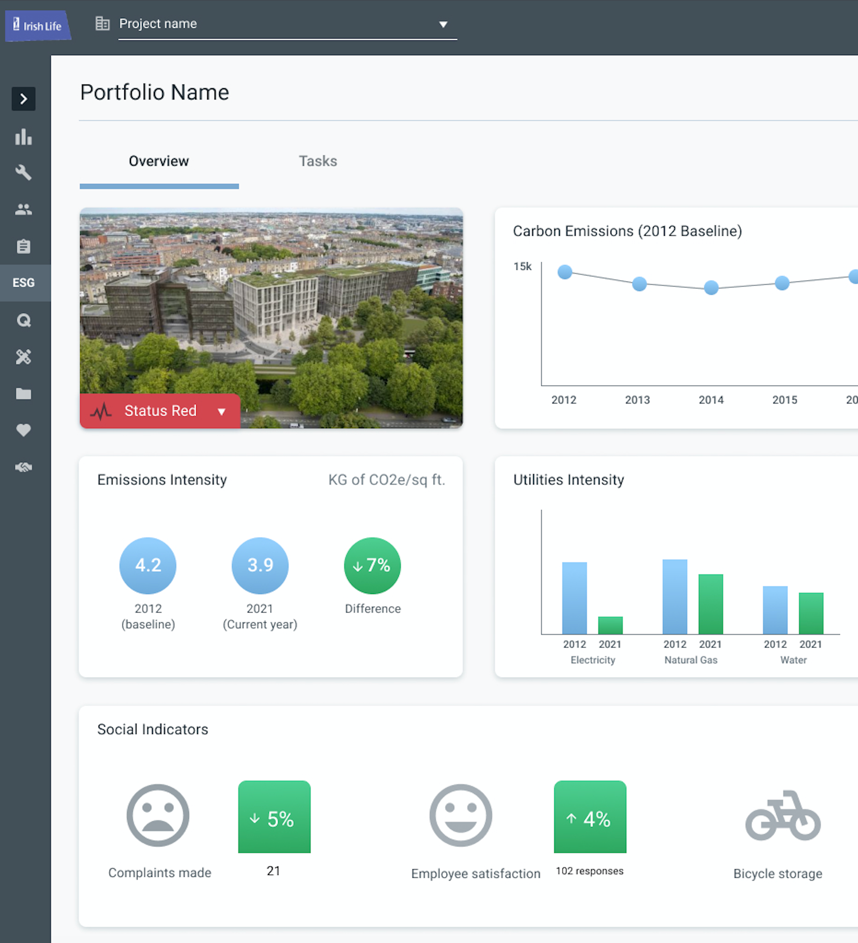 Irish Life
Project name
Portfolio Name
Overview
Tasks
ESG
Status Red
Carbon Emissions (2012 Baseline)
15k
2012 2013 2014 2015 20
Emissions Intensity
KG of CO2e/sq ft.
4.2
3.9
↓ 7%
2012
(baseline)
2021
(Current year)
Difference
Utilities Intensity
2012 2021 2012 2021 2012 2021
Electricity Natural Gas Water
Social Indicators
↓ 5%
Complaints made
21
↑ 4%
Employee satisfaction
102 responses
Bicycle storage